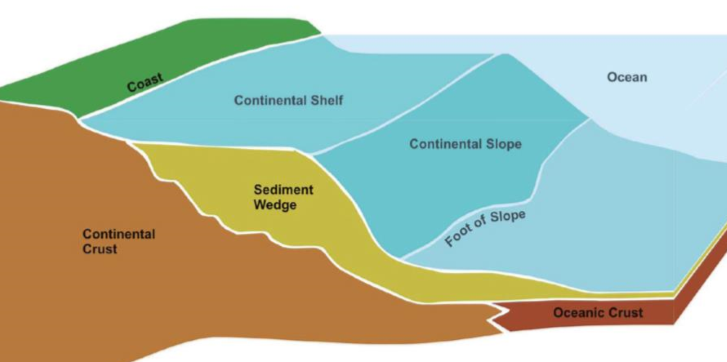 Coast
Ocean
Continental Shelf
Continental Slope
Sediment
Wedge
Foot of Slope
Continental
Crust
Oceanic Crust